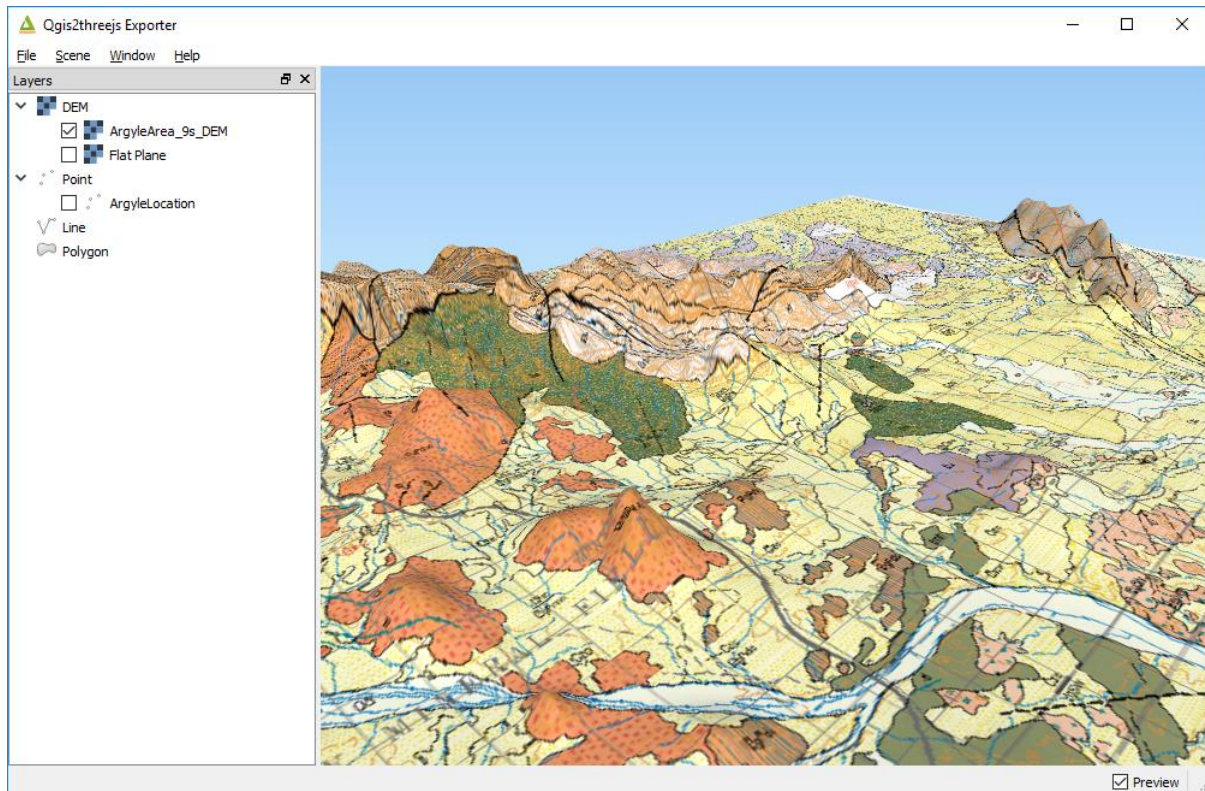 Qgis2threejs Exporter
File Scene Window Help
Layers
DEM
ArgyleArea_9s_DEM
Flat Plane
Point
ArgyleLocation
Line
Polygon
Preview